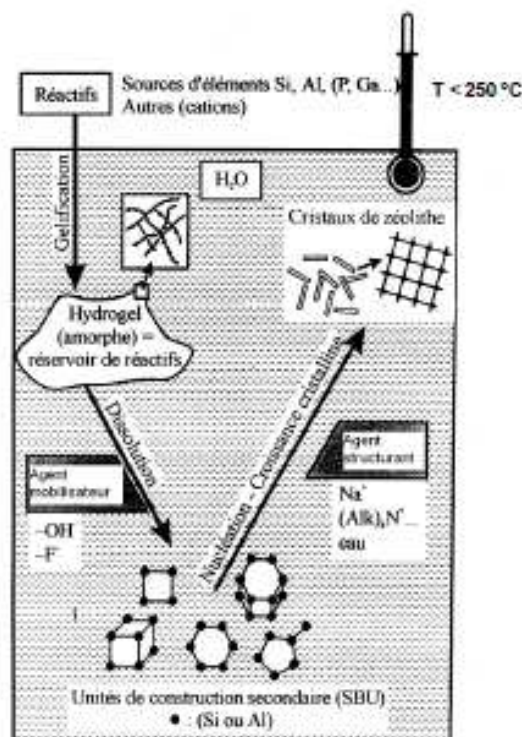 Réactifs
Sources d'éléments Si, Al, (P, Ga...)
Autres (cations)
T < 250 °C
Gélification
H₂O
Cristaux de zéolithe
Hydrogel
(amorphe) =
réservoir de réactifs
Dissolution
Nucléation - Croissance cristalline
Agent
mobilisateur
–OH
–F⁻
Agent
structurant
Na⁺
(Alk)₄N⁺...
eau
Unités de construction secondaire (SBU)
● : (Si ou Al)